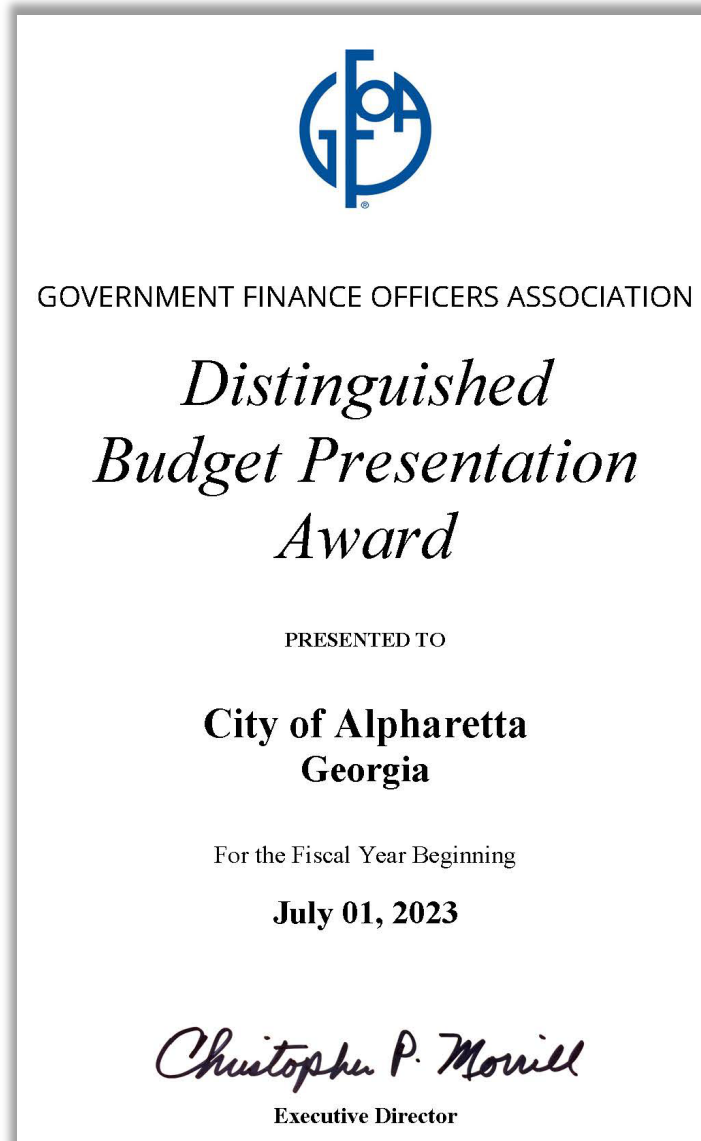 GFOA
®
GOVERNMENT FINANCE OFFICERS ASSOCIATION
Distinguished
Budget Presentation
Award
PRESENTED TO
City of Alpharetta
Georgia
For the Fiscal Year Beginning
July 01, 2023
Christopher P. Morrill
Executive Director